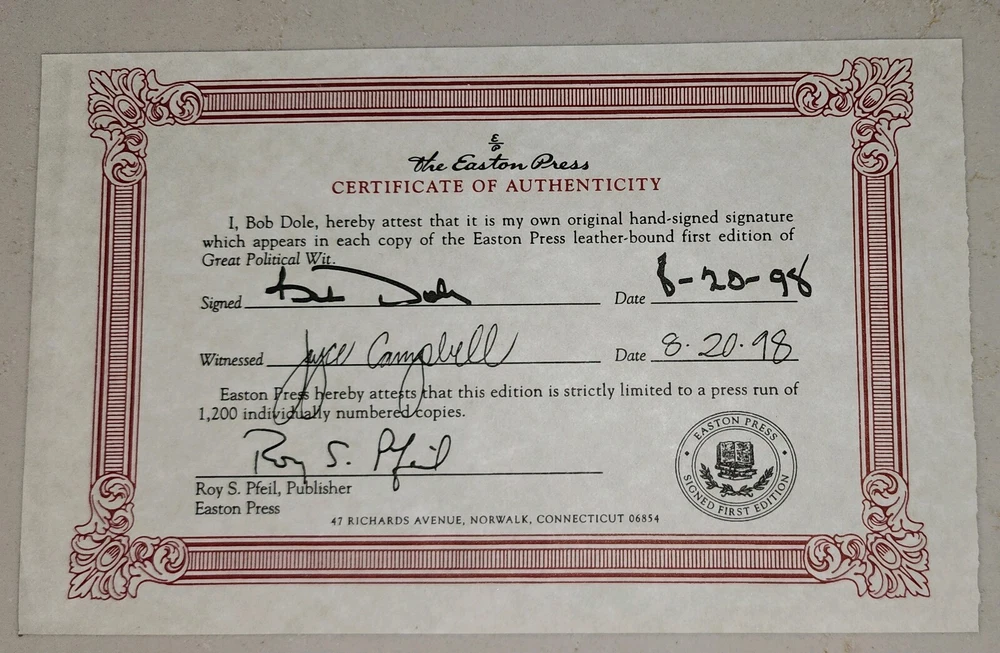 E
P
The Easton Press
CERTIFICATE OF AUTHENTICITY
I, Bob Dole, hereby attest that it is my own original hand-signed signature
which appears in each copy of the Easton Press leather-bound first edition of
Great Political Wit.
Signed Bob Dole Date 8-20-98
Witnessed Joyce Campbell Date 8·20·98
Easton Press hereby attests that this edition is strictly limited to a press run of
1,200 individually numbered copies.
Roy S. Pfeil
Roy S. Pfeil, Publisher
Easton Press
47 RICHARDS AVENUE, NORWALK, CONNECTICUT 06854
EASTON PRESS
SIGNED FIRST EDITION